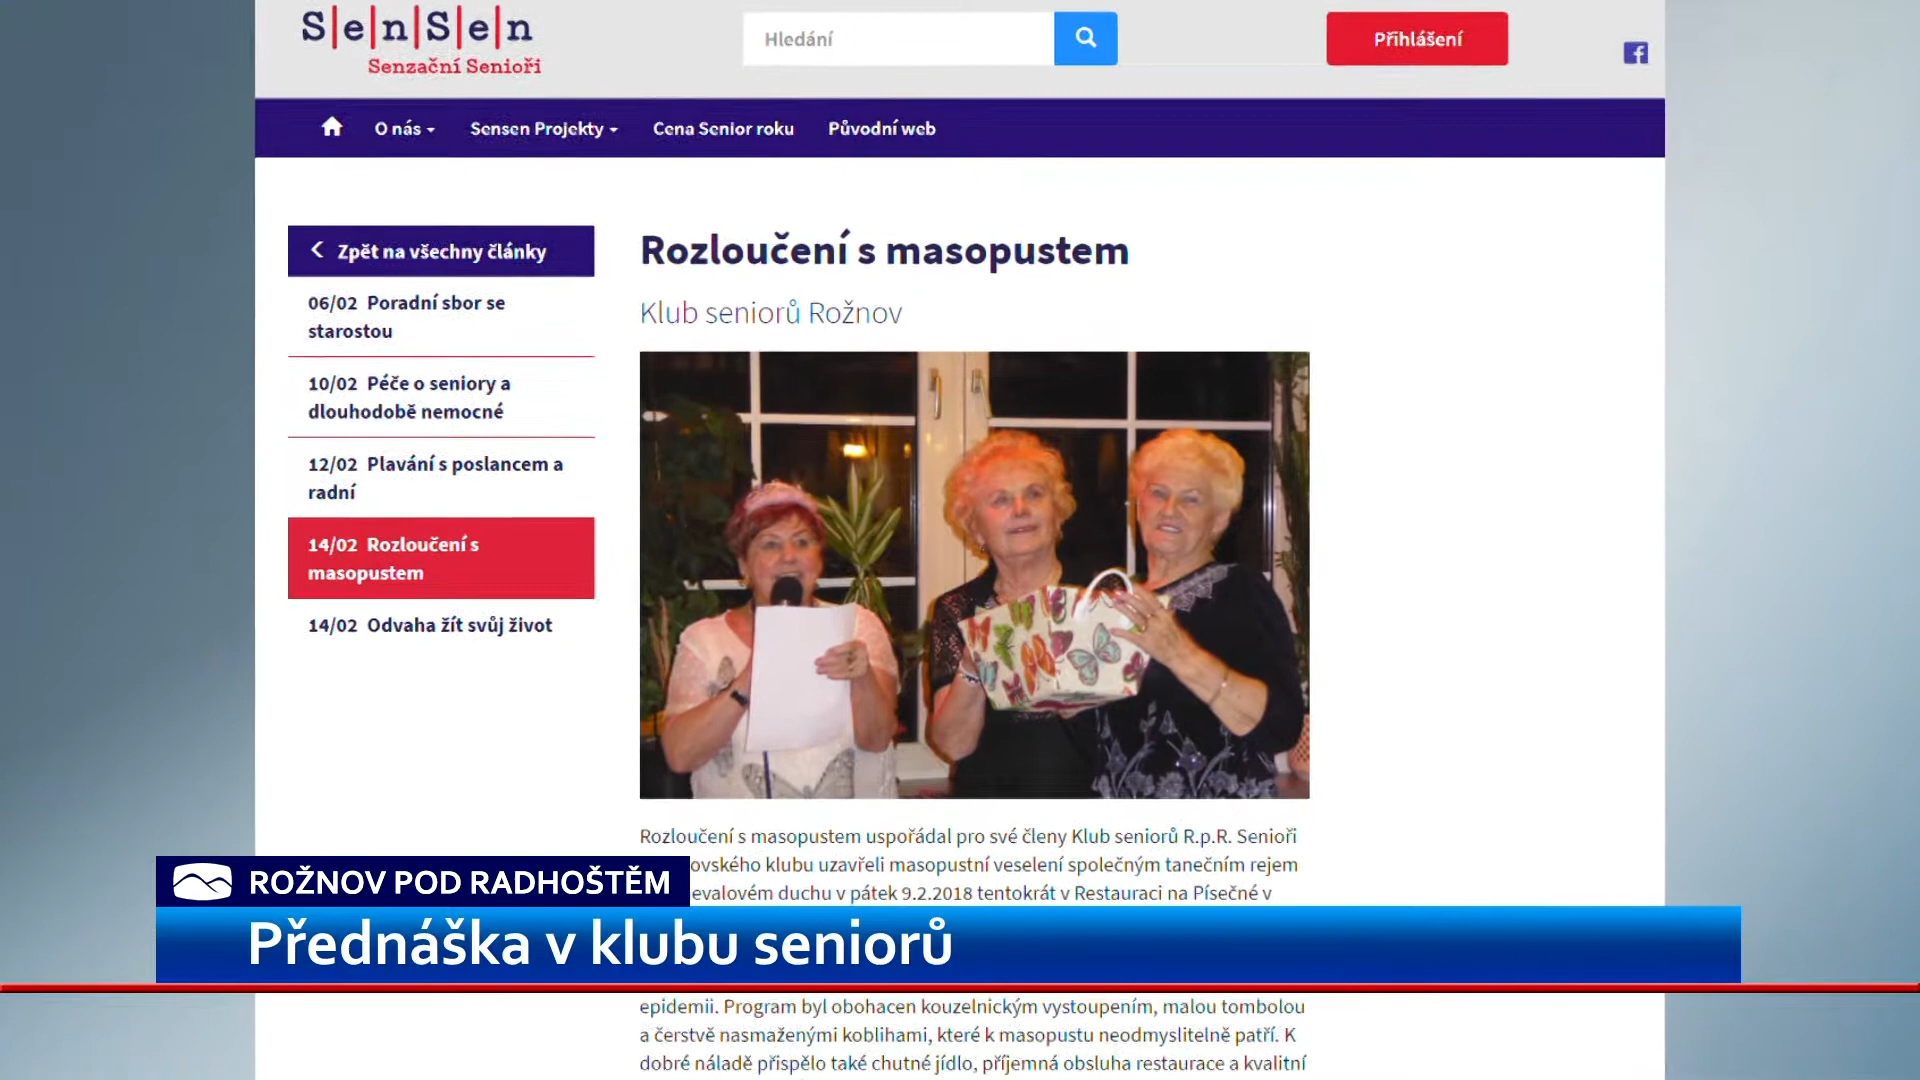 S|e|n|S|e|n
Senzační Senioři
Hledání
Přihlášení
O nás
Sensen Projekty
Cena Senior roku
Původní web
Zpět na všechny články
06/02 Poradní sbor se
starostou
10/02 Péče o seniory a
dlouhodobě nemocné
12/02 Plavání s poslancem a
radní
14/02 Rozloučení s
masopustem
14/02 Odvaha žít svůj život
Rozloučení s masopustem
Klub seniorů Rožnov
Rozloučení s masopustem uspořádal pro své členy Klub seniorů R.p.R. Senioři
ovského klubu uzavřeli masopustní veselení společným tanečním rejem
evalovém duchu v pátek 9.2.2018 tentokrát v Restauraci na Písečné v
ROŽNOV POD RADHOŠTĚM
Přednáška v klubu seniorů
epidemii. Program byl obohacen kouzelnickým vystoupením, malou tombolou
a čerstvě nasmaženými koblihami, které k masopustu neodmyslitelně patří. K
dobré náladě přispělo také chutné jídlo, příjemná obsluha restaurace a kvalitní